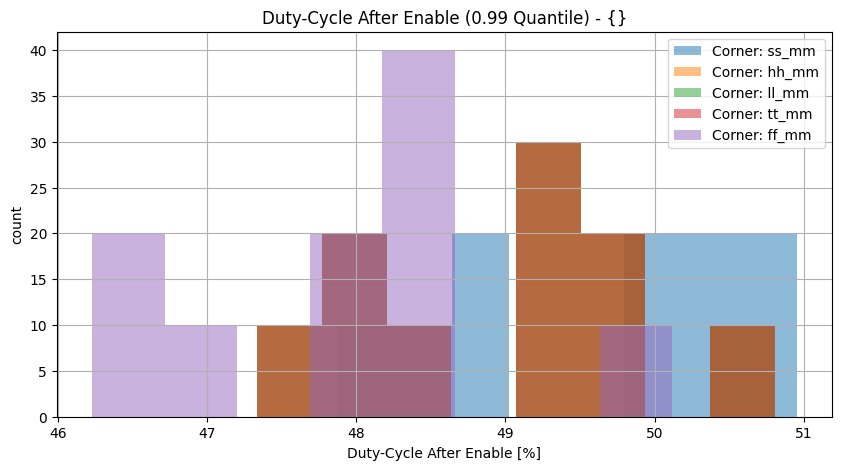 Duty-Cycle After Enable (0.99 Quantile) - {}
Corner: ss_mm
Corner: hh_mm
Corner: ll_mm
Corner: tt_mm
Corner: ff_mm
count
40
35
30
25
20
15
10
5
0
46 47 48 49 50 51
Duty-Cycle After Enable [%]